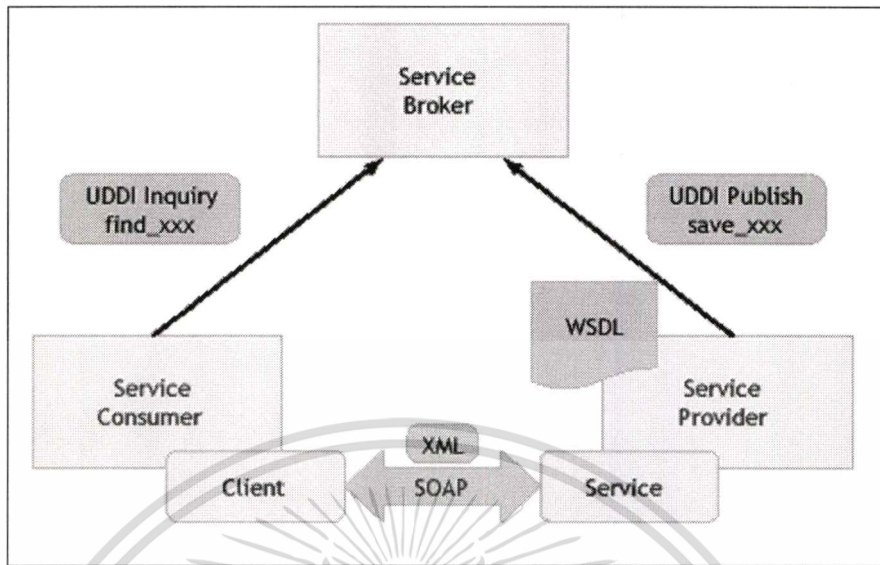 Service
Broker
UDDI Inquiry
find_xxx
UDDI Publish
save_xxx
WSDL
Service
Consumer
Service
Provider
XML
Client
SOAP
Service